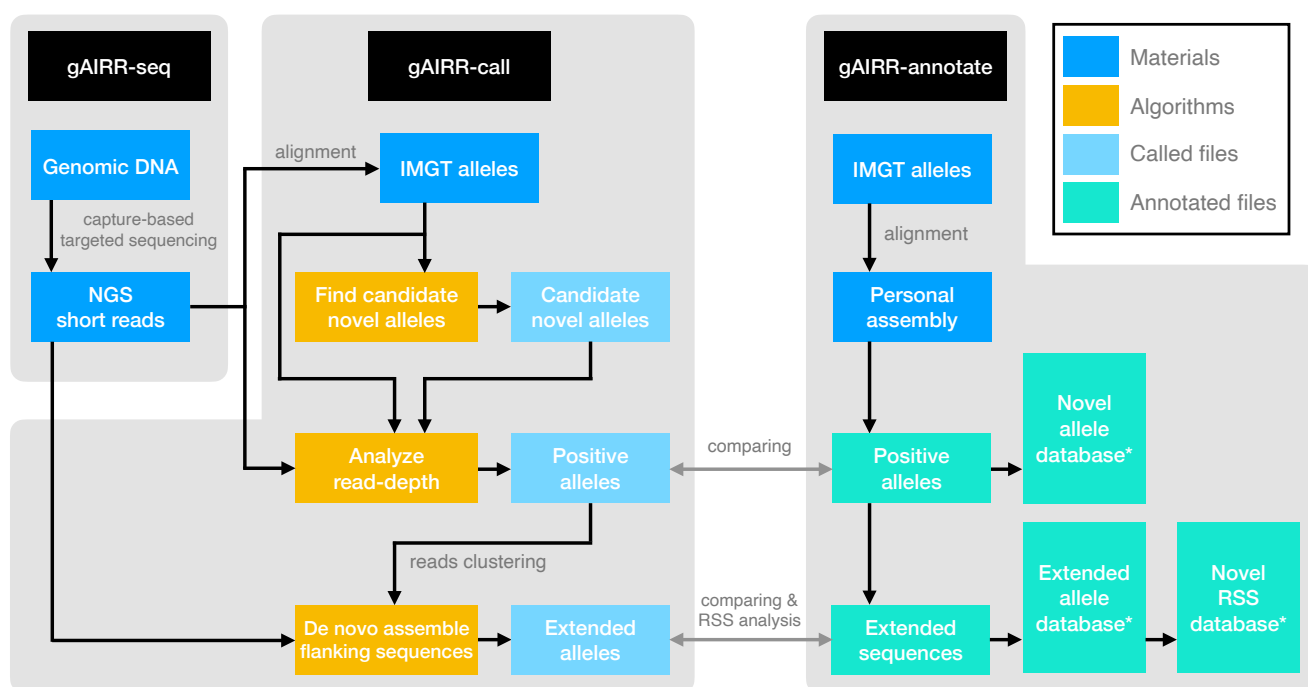 gAIRR-seq
Genomic DNA
capture-based
targeted sequencing
NGS
short reads
gAIRR-call
alignment
IMGT alleles
Find candidate
novel alleles
Candidate
novel alleles
Analyze
read-depth
Positive
alleles
reads clustering
De novo assemble
flanking sequences
Extended
alleles
comparing
comparing &
RSS analysis
gAIRR-annotate
IMGT alleles
alignment
Personal
assembly
Positive
alleles
Novel
allele
database*
Extended
sequences
Extended
allele
database*
Novel
RSS
database*
Materials
Algorithms
Called files
Annotated files